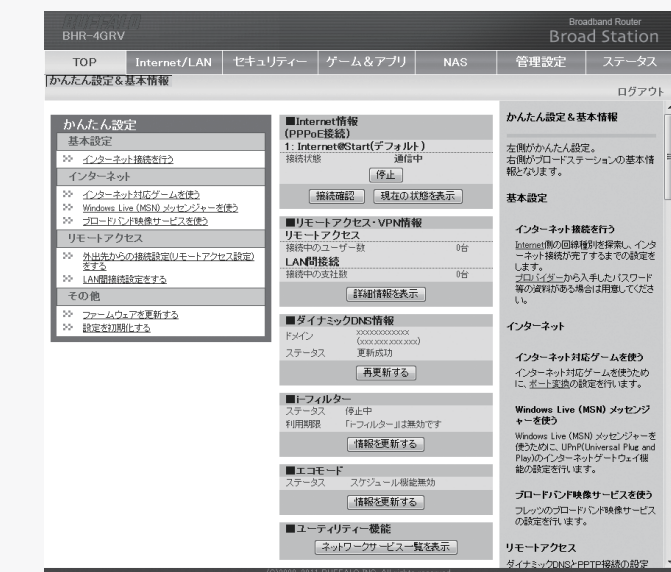 BUFFALO
BHR-4GRV
Broadband Router
Broad Station
TOP
Internet/LAN
セキュリティー
ゲーム＆アプリ
NAS
管理設定
ステータス
かんたん設定＆基本情報
ログアウト
かんたん設定
基本設定
>> インターネット接続を行う
インターネット
>> インターネット対応ゲームを使う
>> Windows Live (MSN) メッセンジャーを使う
>> ブロードバンド映像サービスを使う
リモートアクセス
>> 外出先からの接続設定(リモートアクセス設定)
をする
>> LAN間接続設定をする
その他
>> ファームウェアを更新する
>> 設定を初期化する
■Internet情報
(PPPoE接続)
1: Internet@Start(デフォルト)
接続状態 通信中
停止
接続確認 現在の状態を表示
■リモートアクセス・VPN情報
リモートアクセス
接続中のユーザー数 0台
LAN間接続
接続中の支社数 0台
詳細情報を表示
■ダイナミックDNS情報
ドメイン xxxxxxxxxxxx
(xxx.xxx.xxx.xxx)
ステータス 更新成功
再更新する
■i-フィルター
ステータス 停止中
利用期限 「i-フィルター」は無効です
情報を更新する
■エコモード
ステータス スケジュール機能無効
情報を更新する
■ユーティリティー機能
ネットワークサービス一覧を表示
かんたん設定＆基本情報
左側がかんたん設定。
右側がブロードステーションの基本情
報となります。
基本設定
インターネット接続を行う
Internet側の回線種別を探索し、インタ
ーネット接続が完了するまでの設定を
します。
プロバイダーから入手したパスワード
等の資料がある場合は用意してくださ
い。
インターネット
インターネット対応ゲームを使う
インターネット対応ゲームを使うため
に、ポート変換の設定を行います。
Windows Live (MSN) メッセンジ
ャーを使う
Windows Live (MSN) メッセンジャーを
使うために、UPnP(Universal Plug and
Play)のインターネットゲートウェイ機
能の設定を行います。
ブロードバンド映像サービスを使う
フレッツのブロードバンド映像サービス
の設定を行います。
リモートアクセス
ダイナミックDNSとPPTP接続の設定